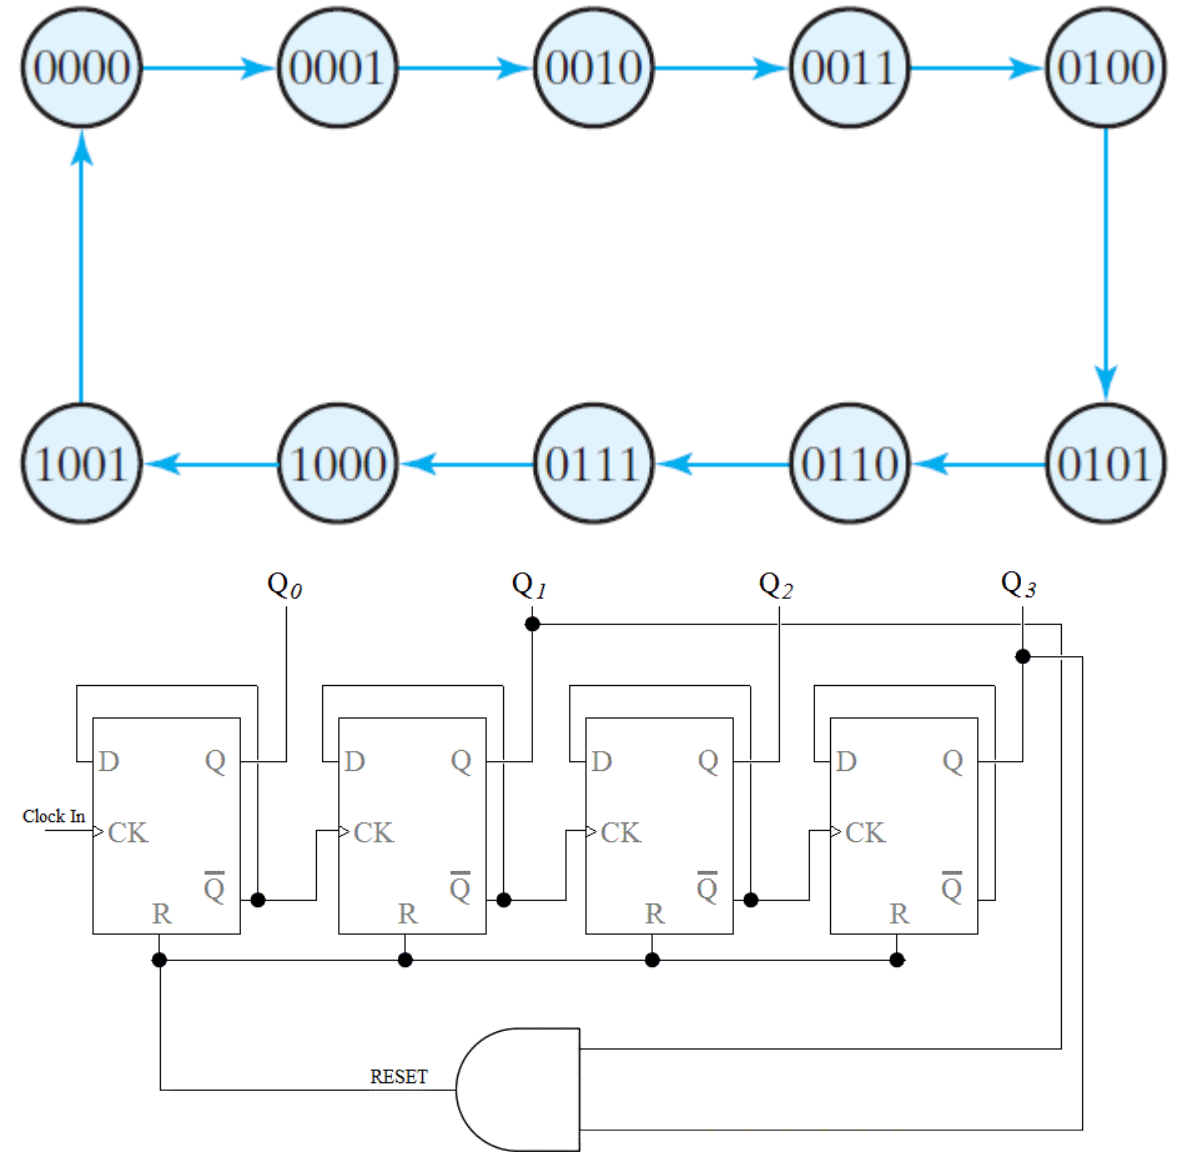 0000 0001 0010 0011 0100
1001 1000 0111 0110 0101
Q0 Q1 Q2 Q3
D Q D Q D Q D Q
Clock In CK CK CK CK
Q̅ Q̅ Q̅ Q̅
R R R R
RESET